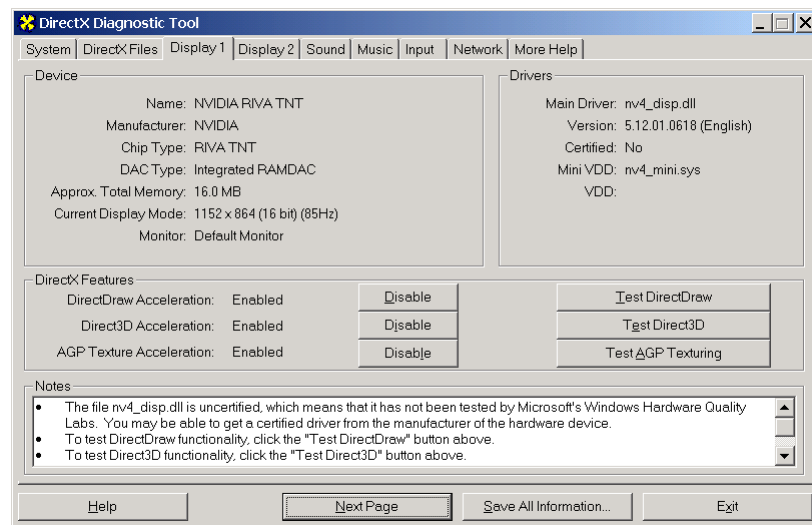 DirectX Diagnostic Tool
System DirectX Files Display 1 Display 2 Sound Music Input Network More Help
Device
Name: NVIDIA RIVA TNT
Manufacturer: NVIDIA
Chip Type: RIVA TNT
DAC Type: Integrated RAMDAC
Approx. Total Memory: 16.0 MB
Current Display Mode: 1152 x 864 (16 bit) (85Hz)
Monitor: Default Monitor
Drivers
Main Driver: nv4_disp.dll
Version: 5.12.01.0618 (English)
Certified: No
Mini VDD: nv4_mini.sys
VDD:
DirectX Features
DirectDraw Acceleration: Enabled Disable Test DirectDraw
Direct3D Acceleration: Enabled Disable Test Direct3D
AGP Texture Acceleration: Enabled Disable Test AGP Texturing
Notes
• The file nv4_disp.dll is uncertified, which means that it has not been tested by Microsoft's Windows Hardware Quality
Labs. You may be able to get a certified driver from the manufacturer of the hardware device.
• To test DirectDraw functionality, click the "Test DirectDraw" button above.
• To test Direct3D functionality, click the "Test Direct3D" button above.
Help Next Page Save All Information... Exit